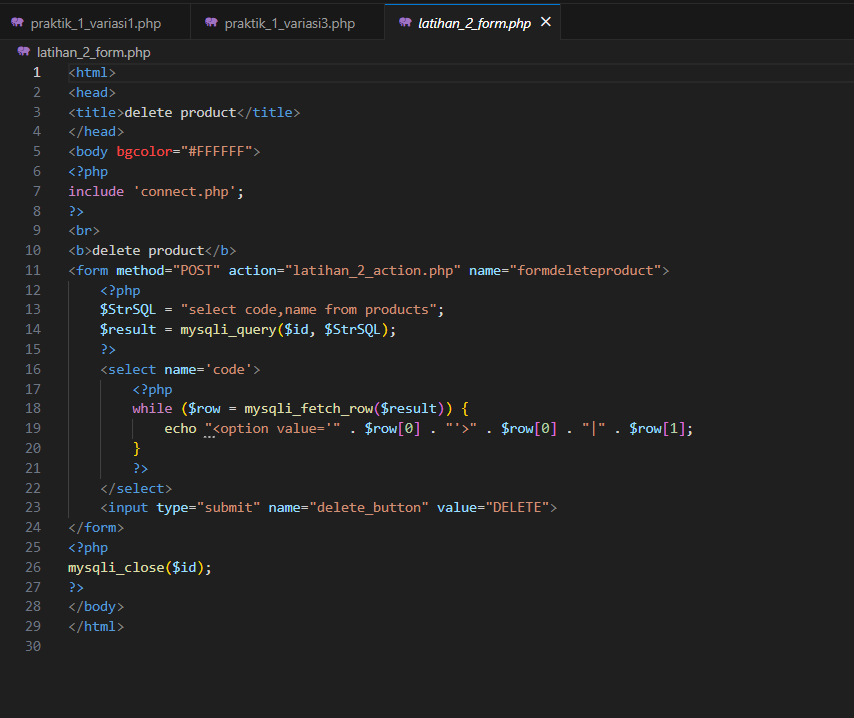 praktik_1_variasi1.php praktik_1_variasi3.php latihan_2_form.php
latihan_2_form.php
1 <html>
2 <head>
3 <title>delete product</title>
4 </head>
5 <body bgcolor="#FFFFFF">
6 <?php
7 include 'connect.php';
8 ?>
9 <br>
10 <b>delete product</b>
11 <form method="POST" action="latihan_2_action.php" name="formdeleteproduct">
12 <?php
13 $StrSQL = "select code,name from products";
14 $result = mysqli_query($id, $StrSQL);
15 ?>
16 <select name='code'>
17 <?php
18 while ($row = mysqli_fetch_row($result)) {
19 echo "<option value='" . $row[0] . "'>" . $row[0] . "|" . $row[1];
20 }
21 ?>
22 </select>
23 <input type="submit" name="delete_button" value="DELETE">
24 </form>
25 <?php
26 mysqli_close($id);
27 ?>
28 </body>
29 </html>
30